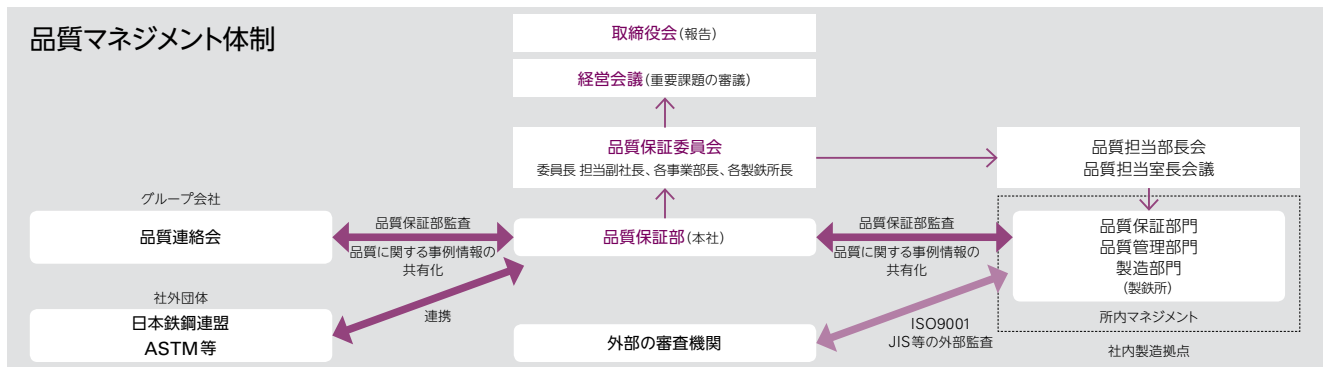 品質マネジメント体制
取締役会(報告)
経営会議(重要課題の審議)
品質保証委員会
委員長 担当副社長、各事業部長、各製鉄所長
品質担当部長会
品質担当室長会議
グループ会社
品質連絡会
品質保証部監査
品質に関する事例情報の
共有化
品質保証部(本社)
品質保証部監査
品質に関する事例情報の
共有化
品質保証部門
品質管理部門
製造部門
(製鉄所)
所内マネジメント
社内製造拠点
社外団体
日本鉄鋼連盟
ASTM等
連携
外部の審査機関
ISO9001
JIS等の外部監査